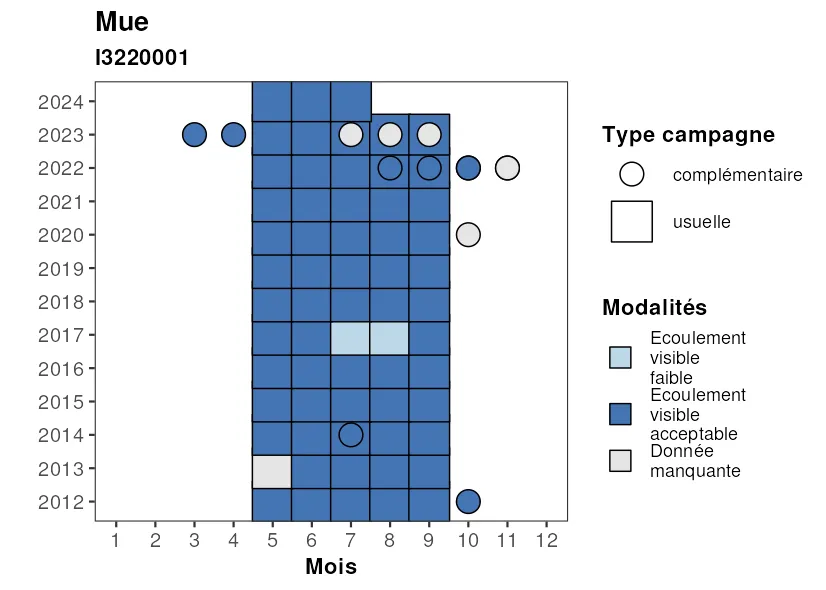 Mue
I3220001
2024
2023
2022
2021
2020
2019
2018
2017
2016
2015
2014
2013
2012
1 2 3 4 5 6 7 8 9 10 11 12
Mois
Type campagne
complémentaire
usuelle
Modalités
Ecoulement
visible
faible
Ecoulement
visible
acceptable
Donnée
manquante